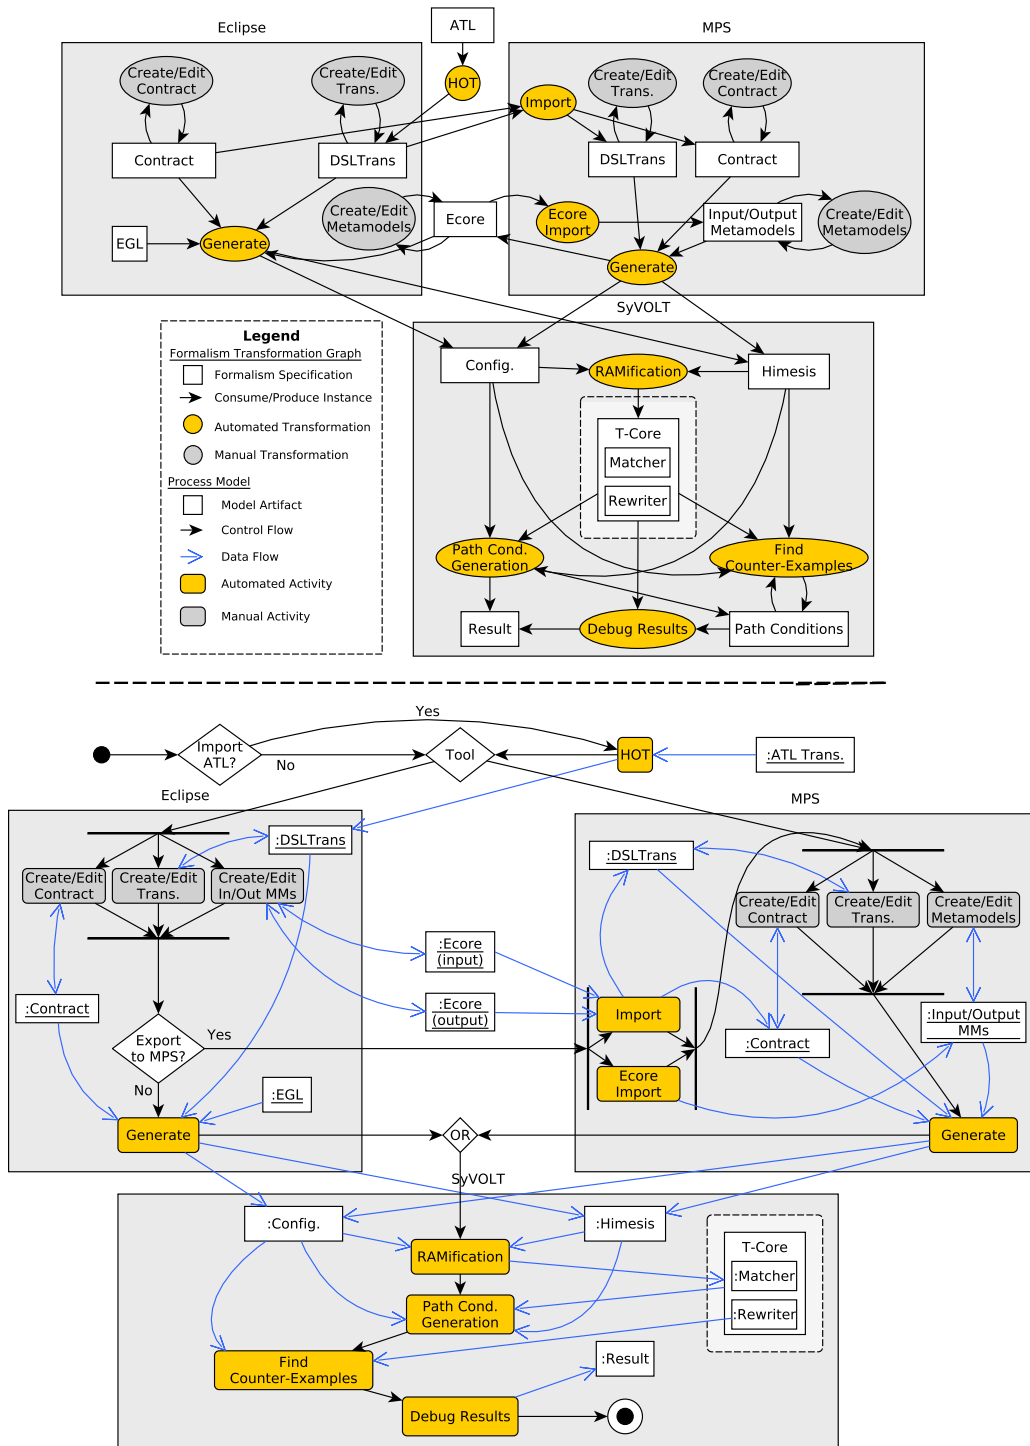 Eclipse
ATL
MPS
Create/Edit
Contract
Create/Edit
Trans.
HOT
Import
Create/Edit
Trans.
Create/Edit
Contract
Contract
DSLTrans
DSLTrans
Contract
Create/Edit
Metamodels
Ecore
Ecore
Import
Input/Output
Metamodels
Create/Edit
Metamodels
EGL
Generate
Generate
SyVOLT
Legend
Formalism Transformation Graph
Formalism Specification
Consume/Produce Instance
Automated Transformation
Manual Transformation
Process Model
Model Artifact
Control Flow
Data Flow
Automated Activity
Manual Activity
Config.
RAMification
Himesis
T-Core
Matcher
Rewriter
Path Cond.
Generation
Find
Counter-Examples
Result
Debug Results
Path Conditions
Yes
Import
ATL?
No
Tool
HOT
:ATL Trans.
Eclipse
MPS
:DSLTrans
:DSLTrans
Create/Edit
Contract
Create/Edit
Trans.
Create/Edit
In/Out MMs
Create/Edit
Contract
Create/Edit
Trans.
Create/Edit
Metamodels
:Ecore
(input)
:Contract
:Ecore
(output)
Import
:Contract
:Input/Output
MMs
Export
to MPS?
Yes
No
Ecore
Import
:EGL
Generate
OR
Generate
SyVOLT
:Config.
:Himesis
RAMification
T-Core
:Matcher
:Rewriter
Path Cond.
Generation
Find
Counter-Examples
:Result
Debug Results